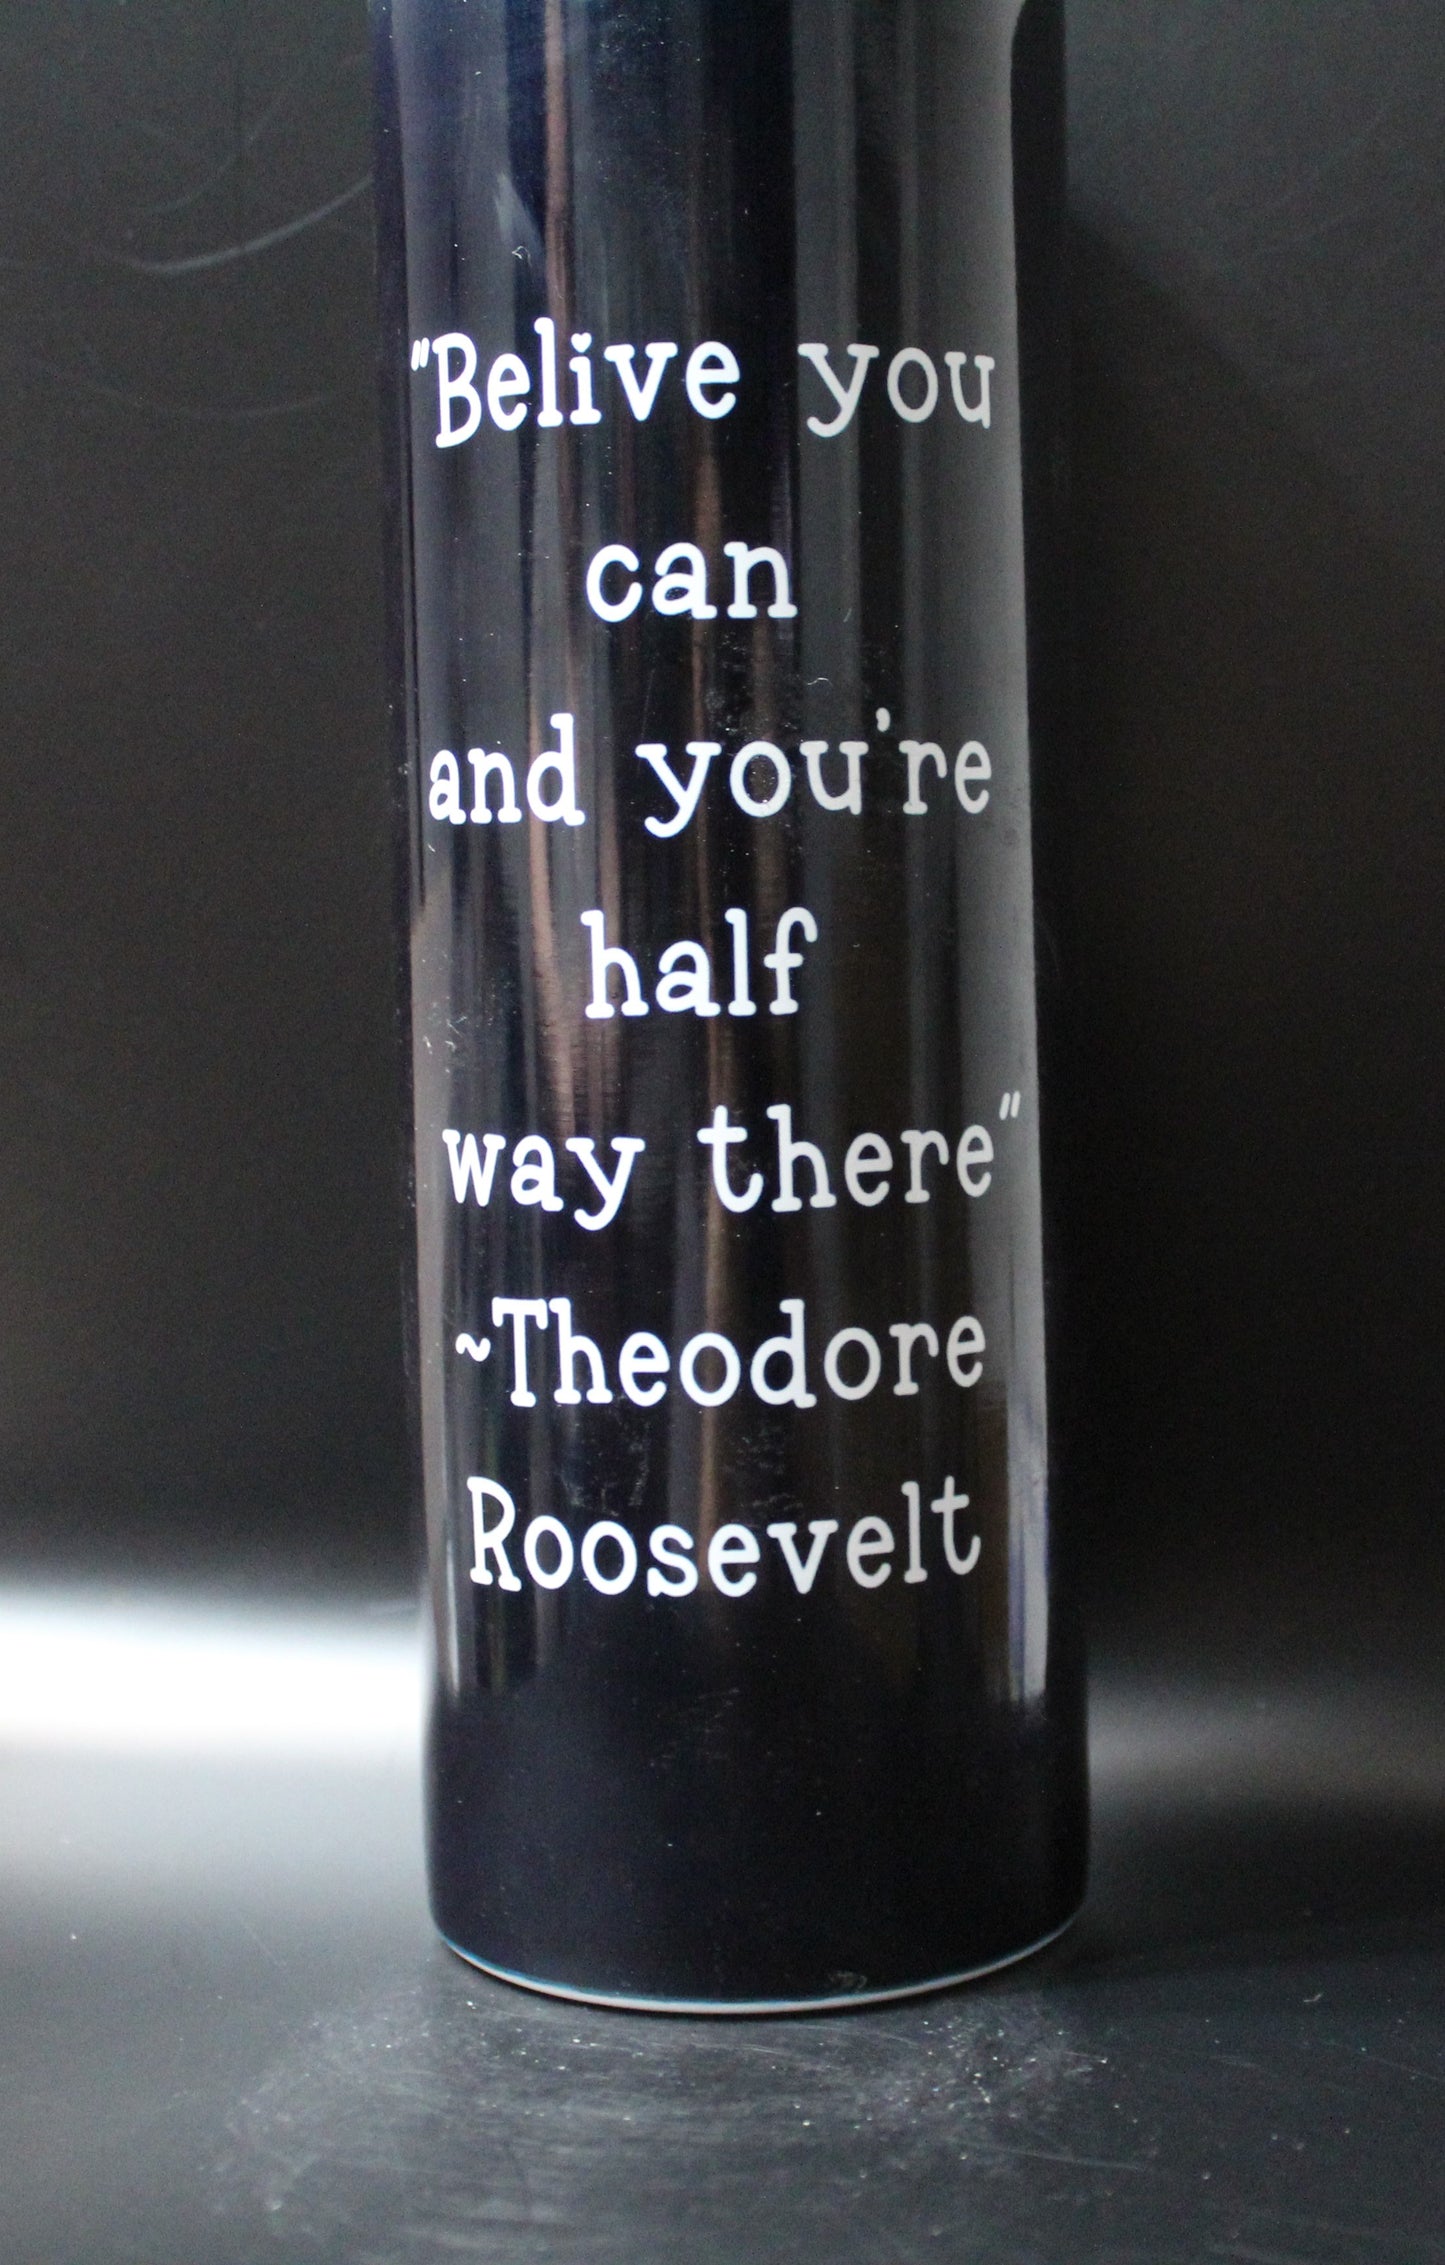 "Belive you
can
and you're
half
way there"
~Theodore
Roosevelt